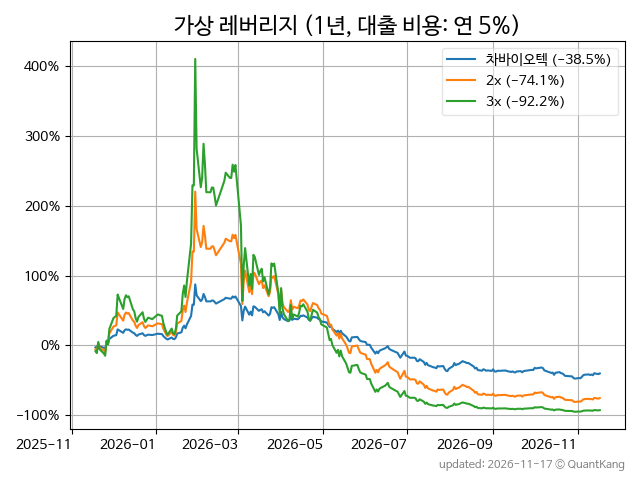 가상 레버리지 (1년, 대출 비용: 연 5%)
차바이오텍 (-38.5%)
2x (-74.1%)
3x (-92.2%)
400%
300%
200%
100%
0%
-100%
2025-11
2026-01
2026-03
2026-05
2026-07
2026-09
2026-11
updated: 2026-11-17 © QuantKang